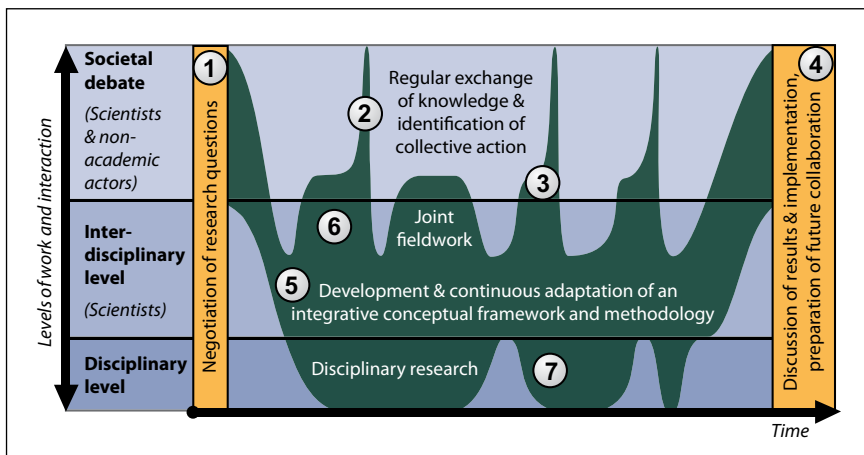 Levels of work and interaction
Societal
debate
(Scientists
& non-
academic
actors)
Inter-
disciplinary
level
(Scientists)
Disciplinary
level
1
Negotiation of research questions
2
Regular exchange
of knowledge &
identification of
collective action
3
6
Joint
fieldwork
5
Development & continuous adaptation of an
integrative conceptual framework and methodology
Disciplinary research
7
4
Discussion of results & implementation,
preparation of future collaboration
Time